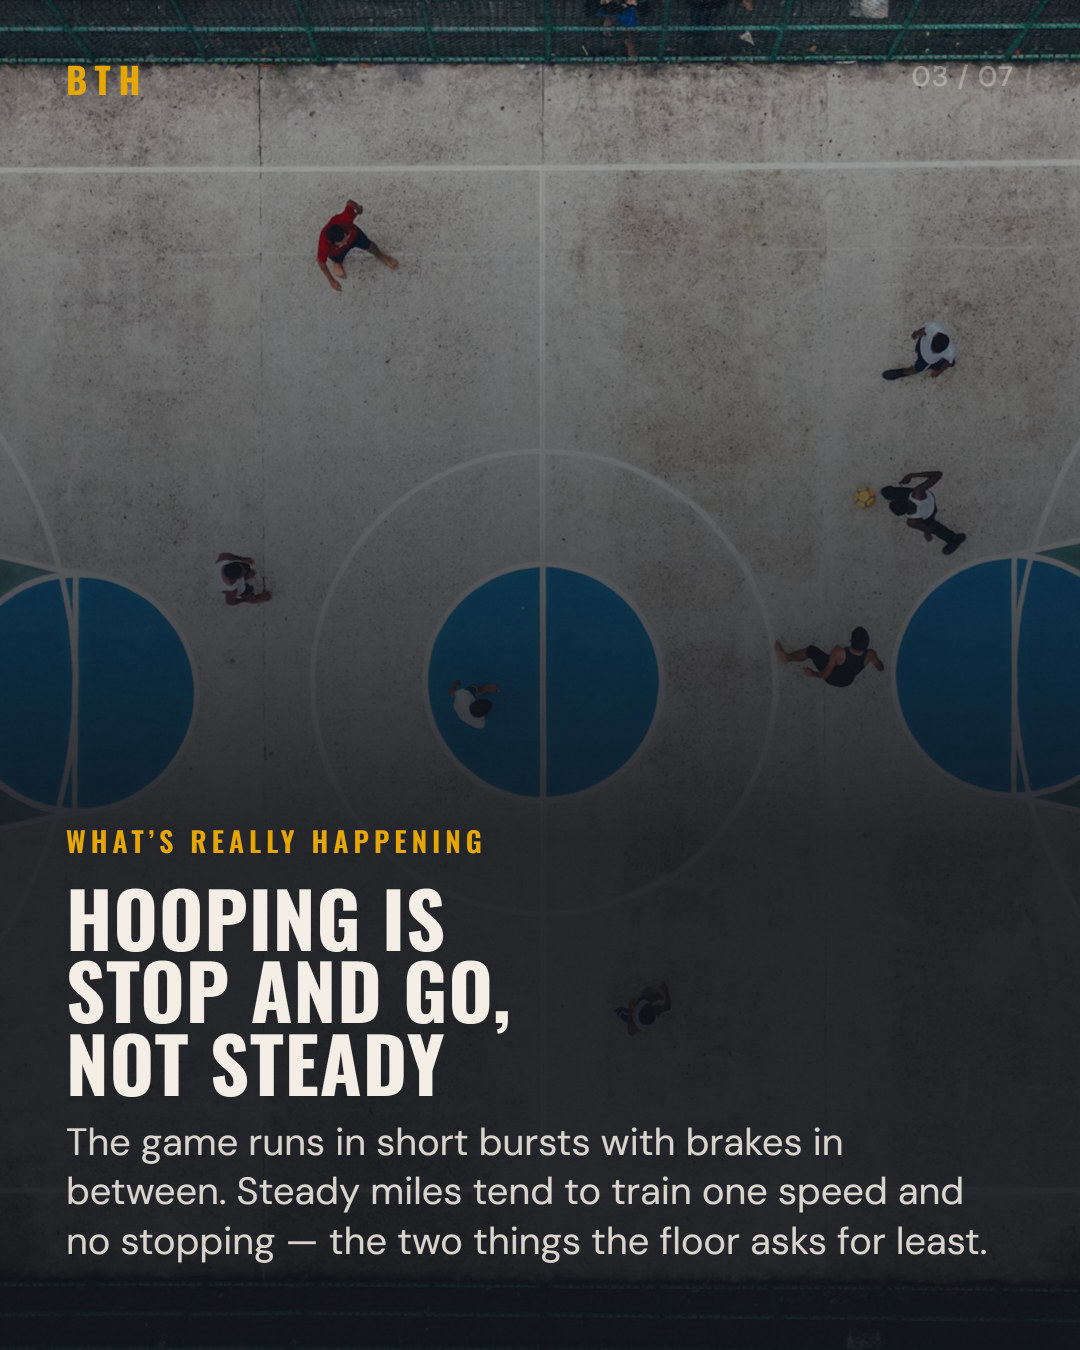 BTH
03 / 07
WHAT’S REALLY HAPPENING
HOOPING IS
STOP AND GO,
NOT STEADY
The game runs in short bursts with brakes in
between. Steady miles tend to train one speed and
no stopping — the two things the floor asks for least.